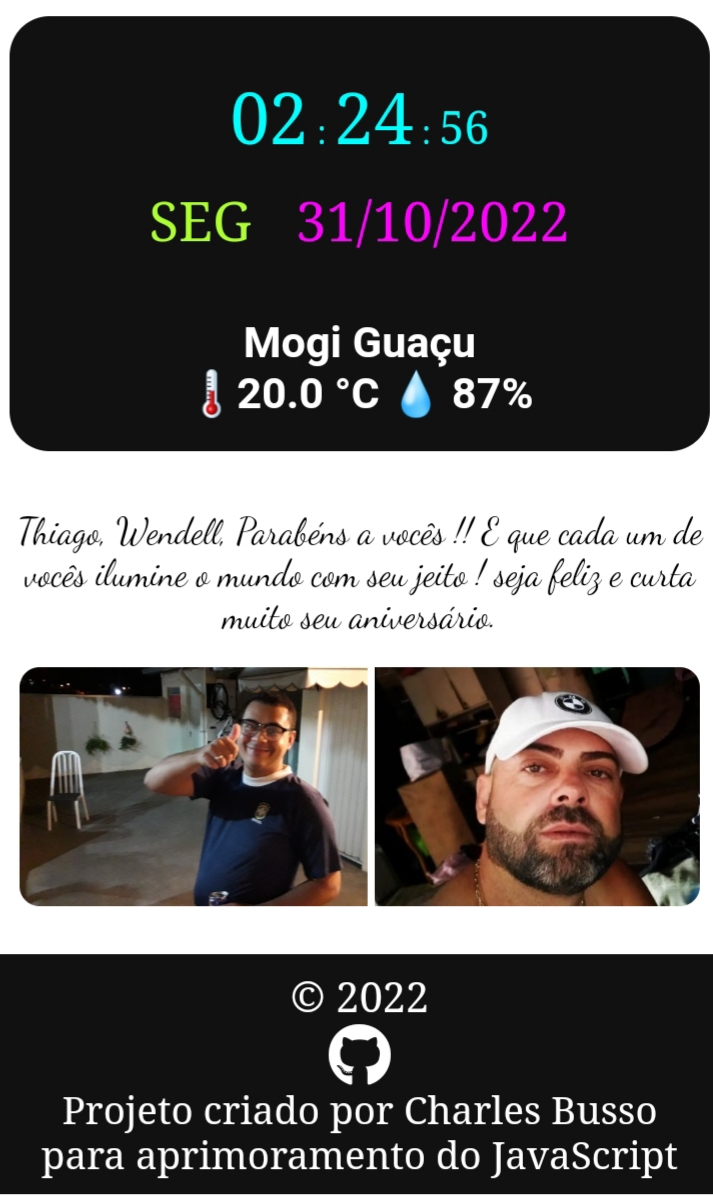 02 : 24 : 56
SEG 31/10/2022
Mogi Guaçu
20.0 °C 87%
Thiago, Wendell, Parabéns a vocês !! E que cada um de
vocês ilumine o mundo com seu jeito ! seja feliz e curta
muito seu aniversário.
© 2022
Projeto criado por Charles Busso
para aprimoramento do JavaScript